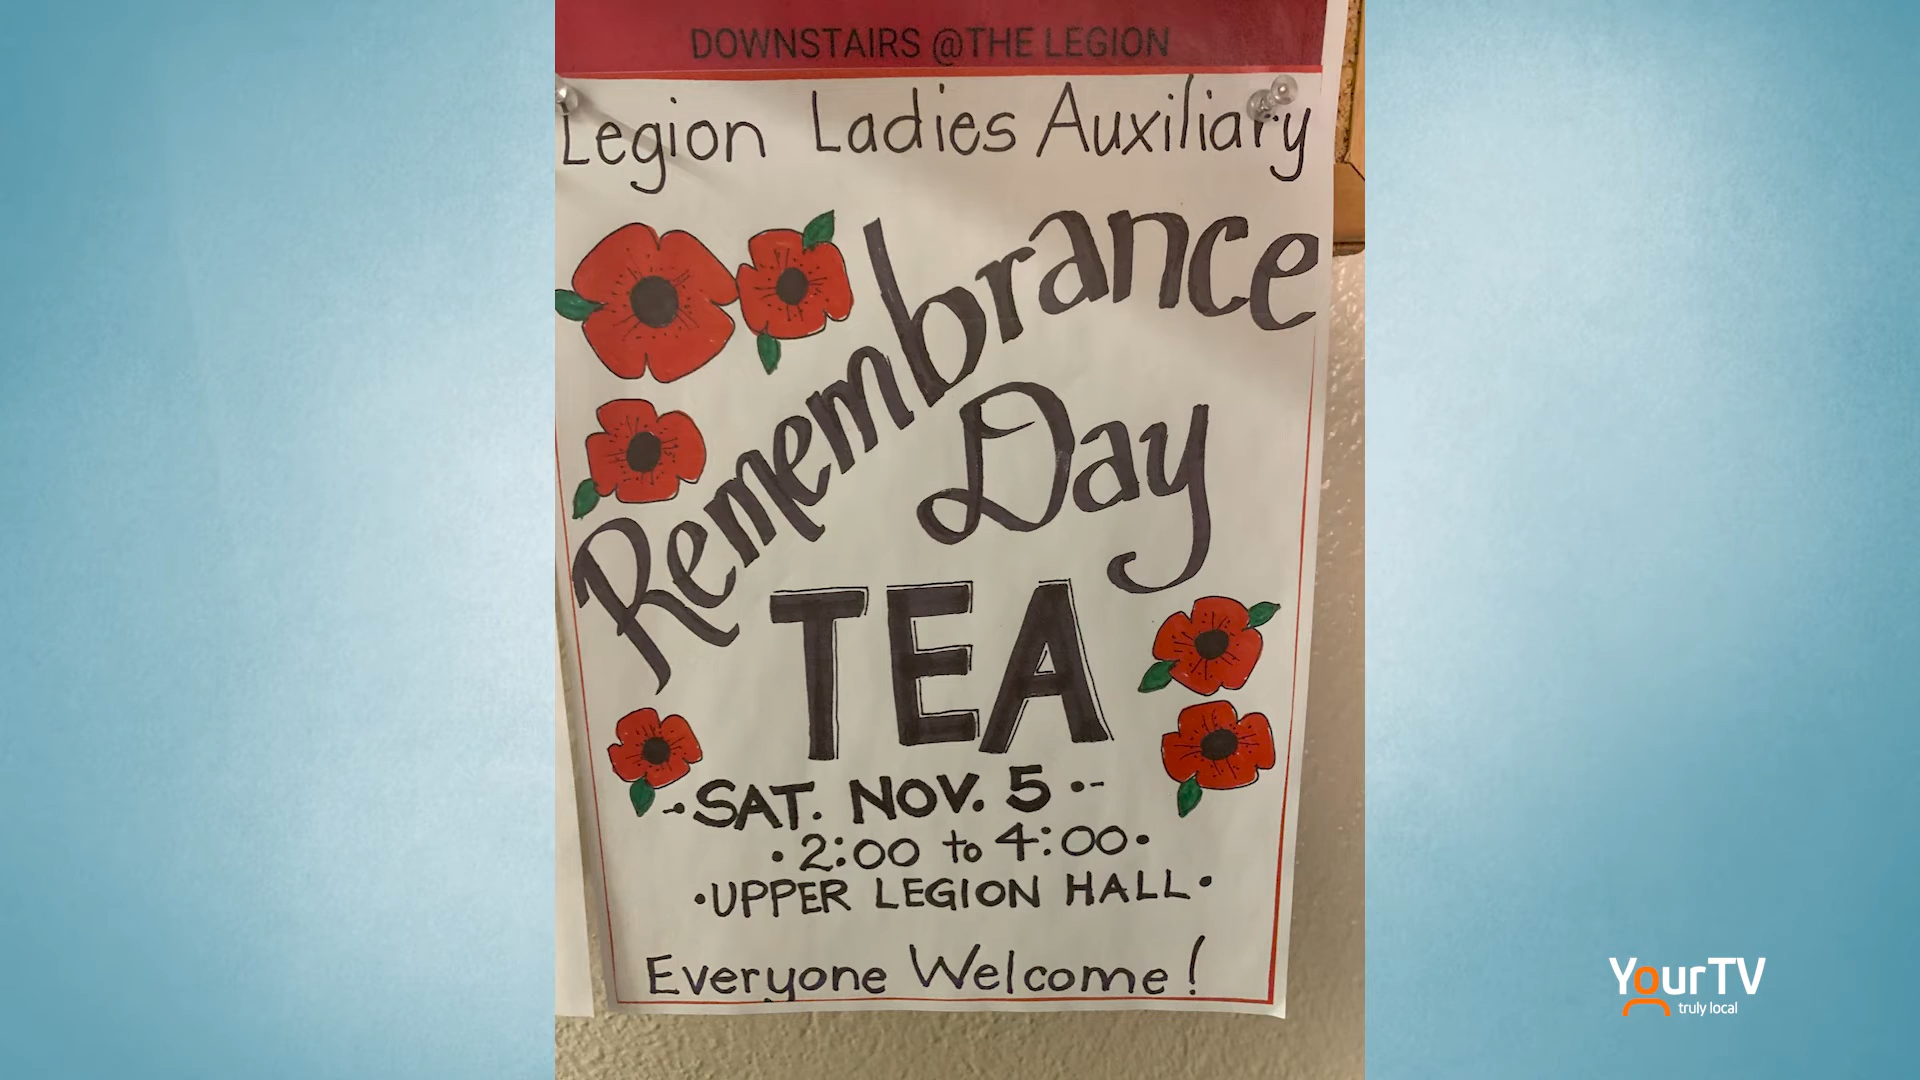 DOWNSTAIRS @THE LEGION
Legion Ladies Auxiliary
Remembrance
Day
TEA
SAT. NOV. 5
2:00 to 4:00
UPPER LEGION HALL
Everyone Welcome!
YourTV
truly local